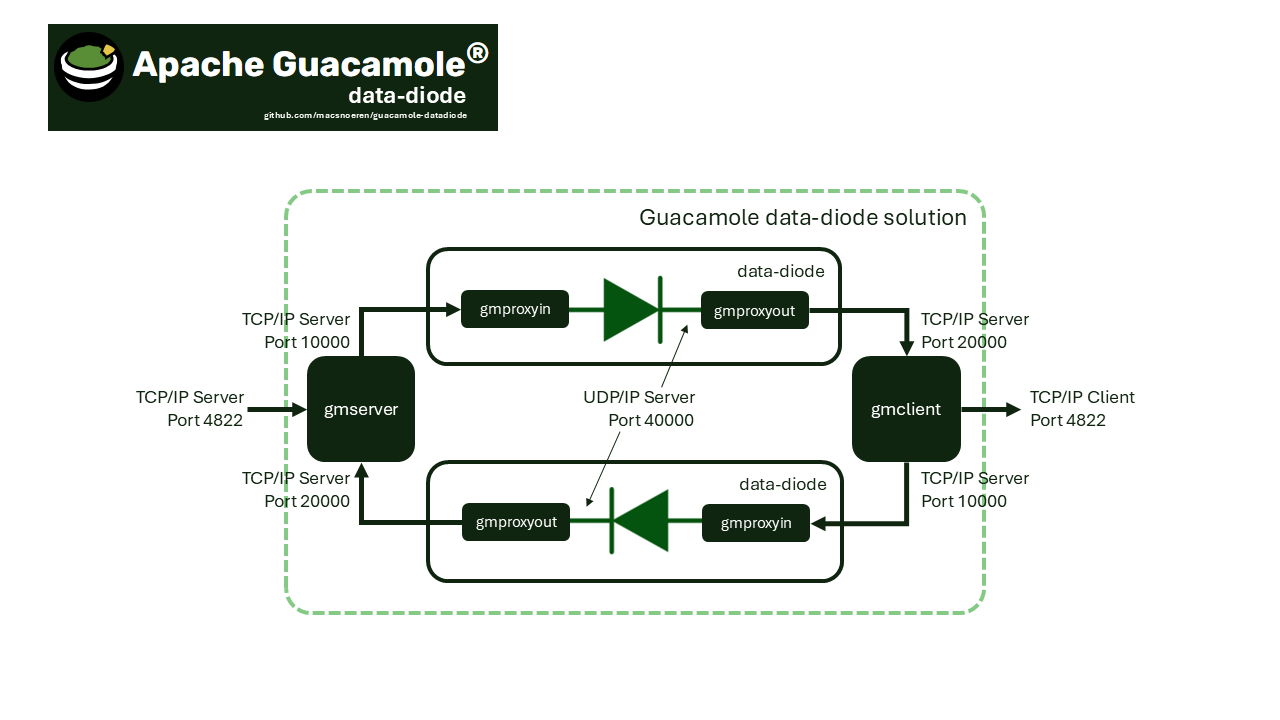 Apache Guacamole®
data-diode
github.com/macsnoeren/guacamole-datadiode
Guacamole data-diode solution
data-diode
gmproxyin
gmproxyout
TCP/IP Server
Port 10000
TCP/IP Server
Port 20000
TCP/IP Server
Port 4822
gmserver
UDP/IP Server
Port 40000
gmclient
TCP/IP Client
Port 4822
TCP/IP Server
Port 20000
TCP/IP Server
Port 10000
data-diode
gmproxyout
gmproxyin